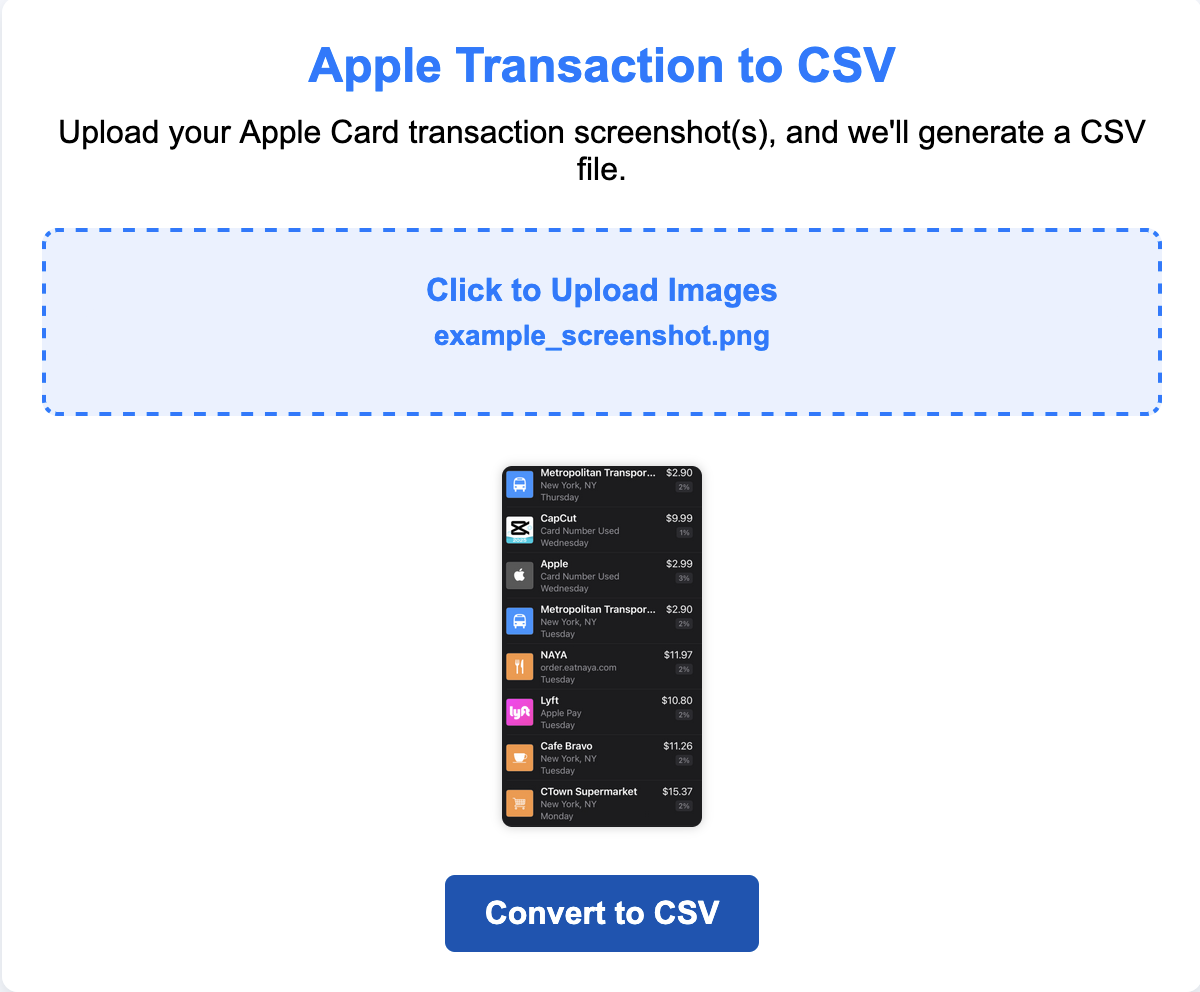 Apple Transaction to CSV
Upload your Apple Card transaction screenshot(s), and we'll generate a CSV
file.
Click to Upload Images
example_screenshot.png
Metropolitan Transpor... $2.90
New York, NY 2%
Thursday
CapCut $9.99
Card Number Used 1%
Wednesday
Apple $2.99
Card Number Used 3%
Wednesday
Metropolitan Transpor... $2.90
New York, NY 2%
Tuesday
NAYA $11.97
order.eatnaya.com 2%
Tuesday
Lyft $10.80
lyft Apple Pay 2%
Tuesday
Cafe Bravo $11.26
New York, NY 2%
Tuesday
CTown Supermarket $15.37
New York, NY 2%
Monday
Convert to CSV